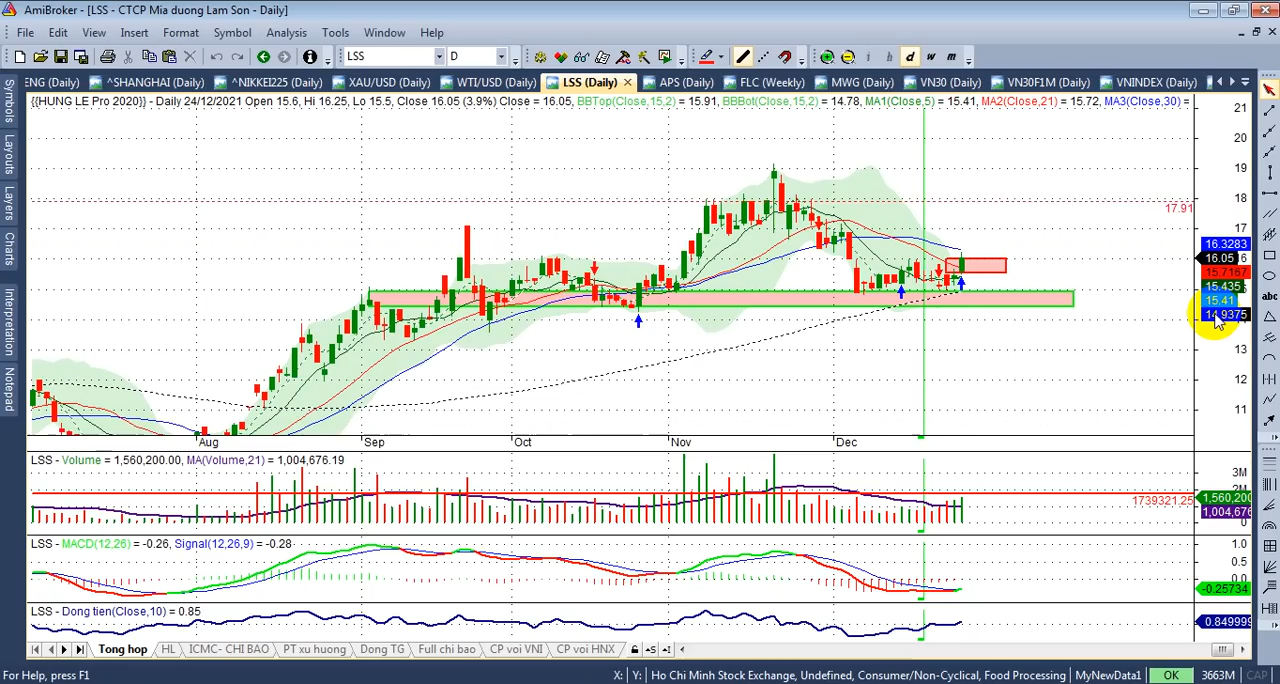 AmiBroker - [LSS - CTCP Mia duong Lam Son - Daily]
File Edit View Insert Format Symbol Analysis Tools Window Help
LSS D d w m
ENG (Daily) ^SHANGHAI (Daily) ^NIKKEI225 (Daily) XAU/USD (Daily) WTI/USD (Daily) LSS (Daily) APS (Daily) FLC (Weekly) MWG (Daily) VN30 (Daily) VN30F1M (Daily) VNINDEX (Daily)
{{HUNG LE Pro 2020}} - Daily 24/12/2021 Open 15.6, Hi 16.25, Lo 15.5, Close 16.05 (3.9%) Close = 16.05, BBTop(Close,15,2) = 15.91, BBBot(Close,15,2) = 14.78, MA1(Close,5) = 15.41, MA2(Close,21) = 15.72, MA3(Close,30) =
Symbols
Layouts
Layers
Charts
Interpretation
Notepad
21
20
19
18
17.91
17
16.3283
16.05
15.7167
15.435
15.41
14.9375
13
12
11
Aug Sep Oct Nov Dec
LSS - Volume = 1,560,200.00, MA(Volume,21) = 1,004,676.19
3M
1739321.25
1,560,200
1,004,676
0
LSS - MACD(12,26) = -0.26, Signal(12,26,9) = -0.28
1.0
0.5
0.0
-0.25734
LSS - Dong tien(Close,10) = 0.85
0.849999
Tong hop HL ICMC- CHI BAO PT xu huong Dong TG Full chi bao CP voi VNI CP voi HNX
For Help, press F1 X: Y: Ho Chi Minh Stock Exchange, Undefined, Consumer/Non-Cyclical, Food Processing MyNewData1 OK 3663M CAP
abc